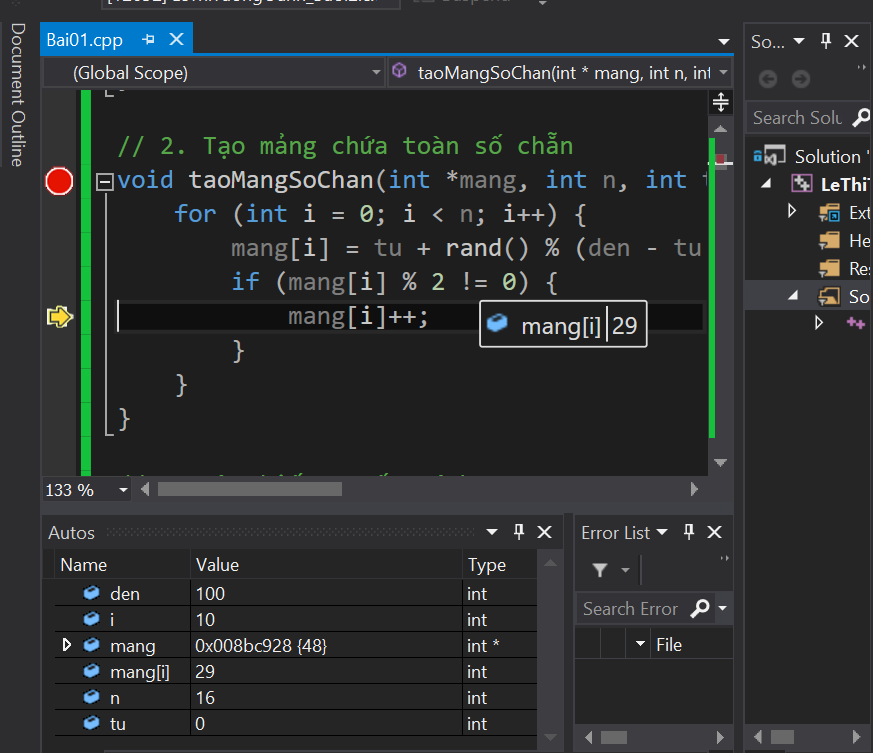 Document Outline
Bai01.cpp
(Global Scope)
taoMangSoChan(int * mang, int n, int
// 2. Tạo mảng chứa toàn số chẵn
void taoMangSoChan(int *mang, int n, int
for (int i = 0; i < n; i++) {
mang[i] = tu + rand() % (den - tu
if (mang[i] % 2 != 0) {
mang[i]++;
mang[i] 29
}
}
}
133 %
So...
Search Solu
Solution '
LeThi
Ext
He
Res
So
Autos
Name Value Type
den 100 int
i 10 int
mang 0x008bc928 {48} int *
mang[i] 29 int
n 16 int
tu 0 int
Error List
Search Error
File